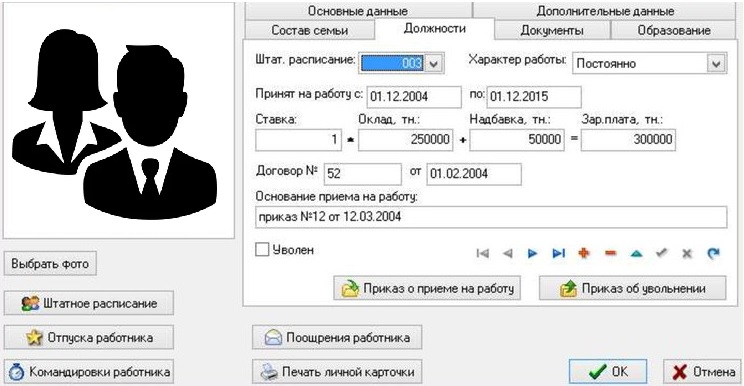 Основные данные Дополнительные данные
Состав семьи Должности Документы Образование
Штат. расписание: 003 Характер работы: Постоянно
Принят на работу с: 01.12.2004 по: 01.12.2015
Ставка: Оклад, тн.: Надбавка, тн.: Зар.плата, тн.:
1 * 250000 + 50000 = 300000
Договор № 52 от 01.02.2004
Основание приема на работу:
приказ №12 от 12.03.2004
Уволен
Выбрать фото
Приказ о приеме на работу Приказ об увольнении
Штатное расписание
Отпуска работника Поощрения работника
Командировки работника Печать личной карточки OK Отмена